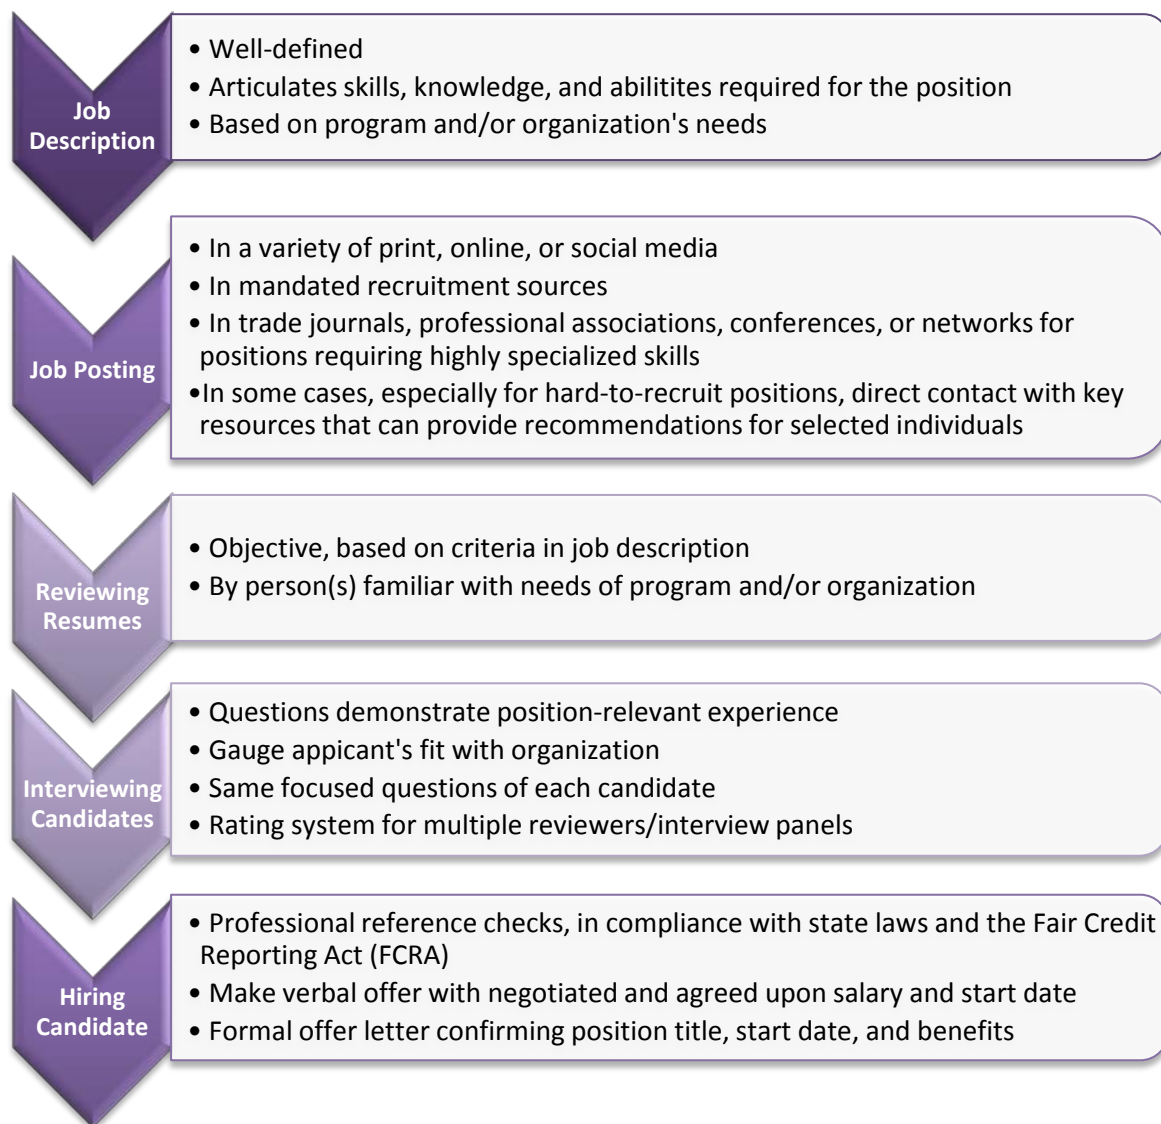 Job
Description
• Well-defined
• Articulates skills, knowledge, and abilitites required for the position
• Based on program and/or organization's needs
Job Posting
• In a variety of print, online, or social media
• In mandated recruitment sources
• In trade journals, professional associations, conferences, or networks for
positions requiring highly specialized skills
•In some cases, especially for hard-to-recruit positions, direct contact with key
resources that can provide recommendations for selected individuals
Reviewing
Resumes
• Objective, based on criteria in job description
• By person(s) familiar with needs of program and/or organization
Interviewing
Candidates
• Questions demonstrate position-relevant experience
• Gauge appicant's fit with organization
• Same focused questions of each candidate
• Rating system for multiple reviewers/interview panels
Hiring
Candidate
• Professional reference checks, in compliance with state laws and the Fair Credit
Reporting Act (FCRA)
• Make verbal offer with negotiated and agreed upon salary and start date
• Formal offer letter confirming position title, start date, and benefits